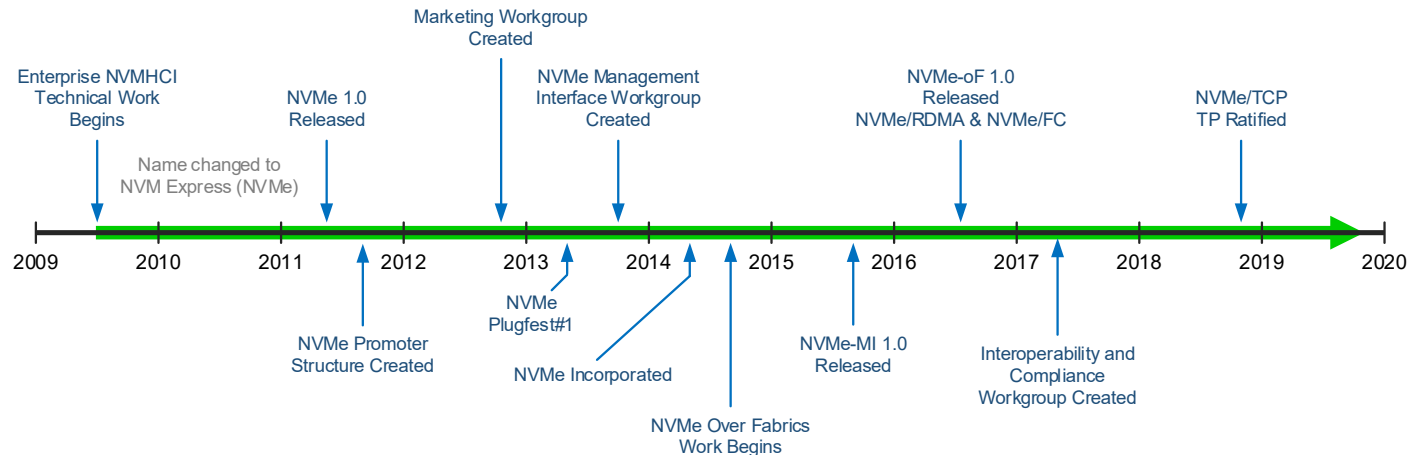 Marketing Workgroup
Created
Enterprise NVMHCI
Technical Work
Begins
NVMe 1.0
Released
NVMe Management
Interface Workgroup
Created
NVMe-oF 1.0
Released
NVMe/RDMA & NVMe/FC
NVMe/TCP
TP Ratified
Name changed to
NVM Express (NVMe)
2009 2010 2011 2012 2013 2014 2015 2016 2017 2018 2019 2020
NVMe
Plugfest#1
NVMe Promoter
Structure Created
NVMe Incorporated
NVMe Over Fabrics
Work Begins
NVMe-MI 1.0
Released
Interoperability and
Compliance
Workgroup Created